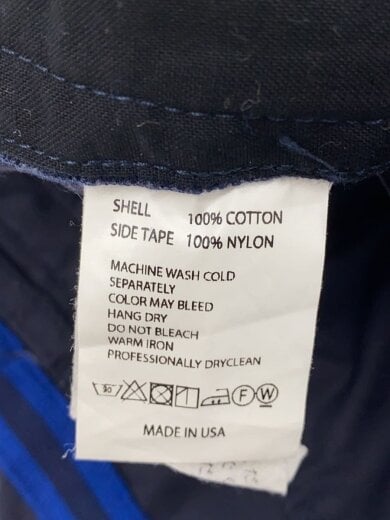 SHELL 100% COTTON
SIDE TAPE 100% NYLON
MACHINE WASH COLD
SEPARATELY
COLOR MAY BLEED
HANG DRY
DO NOT BLEACH
WARM IRON
PROFESSIONALLY DRYCLEAN
30 F W
MADE IN USA